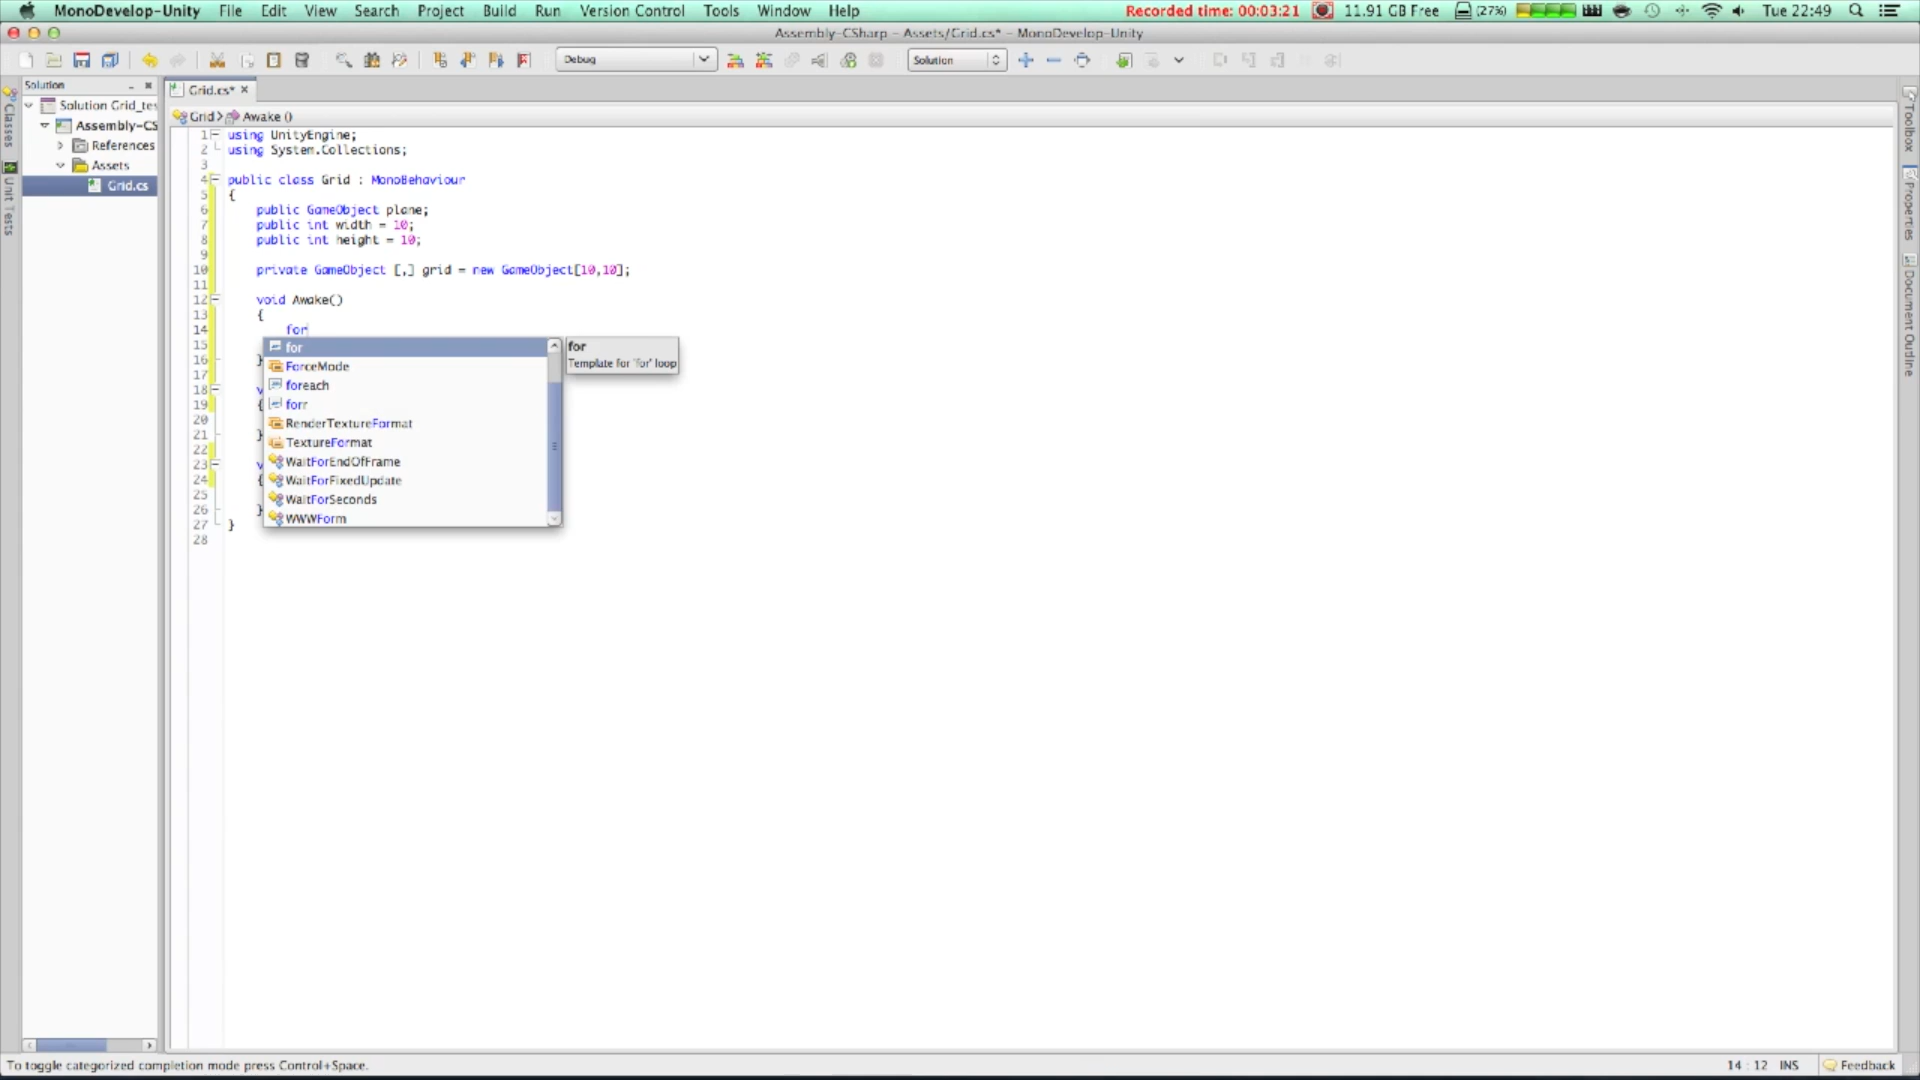 MonoDevelop-Unity File Edit View Search Project Build Run Version Control Tools Window Help Recorded time: 00:03:21 11.91 GB Free (27%) Tue 22:49
Assembly-CSharp - Assets/Grid.cs* - MonoDevelop-Unity
Debug Solution
Solution
Grid.cs*
Solution Grid_tes
Assembly-CS
References
Assets
Grid.cs
Classes
Unit Tests
Grid Awake ()
1 using UnityEngine;
2 using System.Collections;
3
4 public class Grid : MonoBehaviour
5 {
6 public GameObject plane;
7 public int width = 10;
8 public int height = 10;
9
10 private GameObject [,] grid = new GameObject[10,10];
11
12 void Awake()
13 {
14 for
15
16 }
17
18 v
19 {
20
21 }
22
23 v
24 {
25
26 }
27 }
28
for
ForceMode
foreach
forr
RenderTextureFormat
TextureFormat
WaitForEndOfFrame
WaitForFixedUpdate
WaitForSeconds
WWWForm
for
Template for 'for' loop
Toolbox
Properties
Document Outline
To toggle categorized completion mode press Control+Space. 14 : 12 INS Feedback